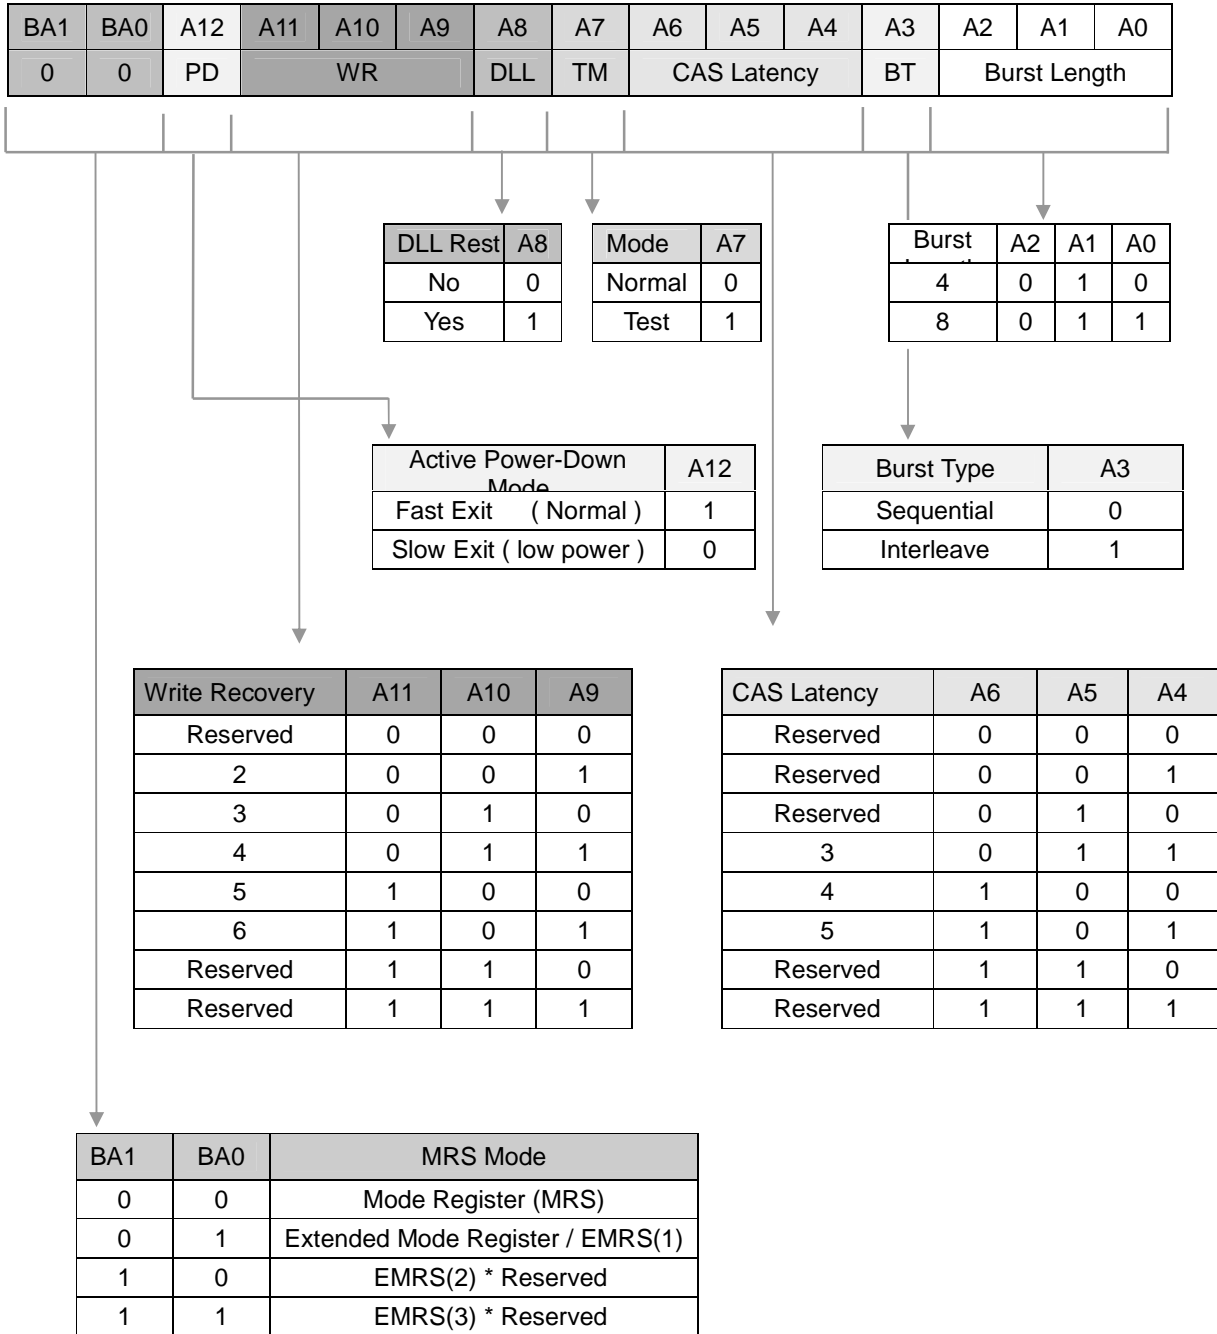 BA1 BA0 A12 A11 A10 A9 A8 A7 A6 A5 A4 A3 A2 A1 A0
0 0 PD WR DLL TM CAS Latency BT Burst Length
DLL Rest A8
No 0
Yes 1
Mode A7
Normal 0
Test 1
Burst A2 A1 A0
4 0 1 0
8 0 1 1
Active Power-Down Mode A12
Fast Exit ( Normal ) 1
Slow Exit ( low power ) 0
Burst Type A3
Sequential 0
Interleave 1
Write Recovery A11 A10 A9
Reserved 0 0 0
2 0 0 1
3 0 1 0
4 0 1 1
5 1 0 0
6 1 0 1
Reserved 1 1 0
Reserved 1 1 1
CAS Latency A6 A5 A4
Reserved 0 0 0
Reserved 0 0 1
Reserved 0 1 0
3 0 1 1
4 1 0 0
5 1 0 1
Reserved 1 1 0
Reserved 1 1 1
BA1 BA0 MRS Mode
0 0 Mode Register (MRS)
0 1 Extended Mode Register / EMRS(1)
1 0 EMRS(2) * Reserved
1 1 EMRS(3) * Reserved